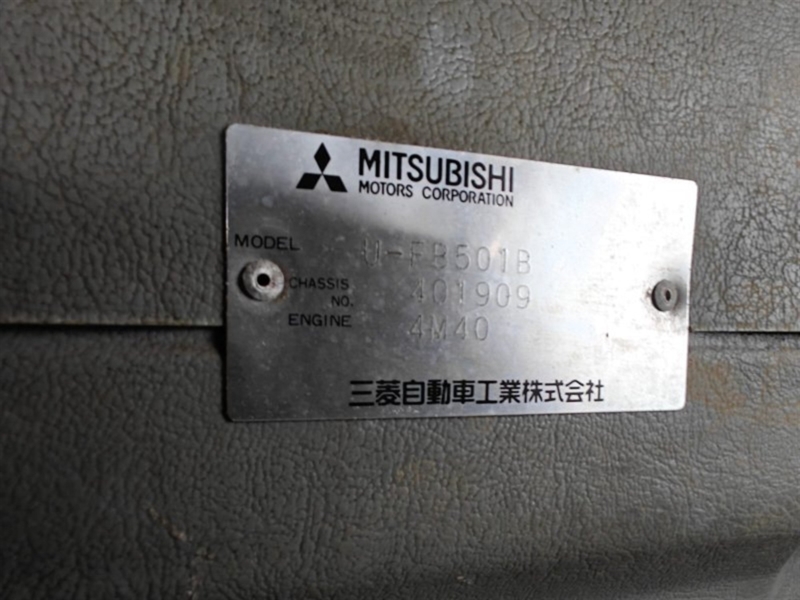 MITSUBISHI
MOTORS CORPORATION
MODEL U-FB501B
CHASSIS NO. 401909
ENGINE 4M40
三菱自動車工業株式会社